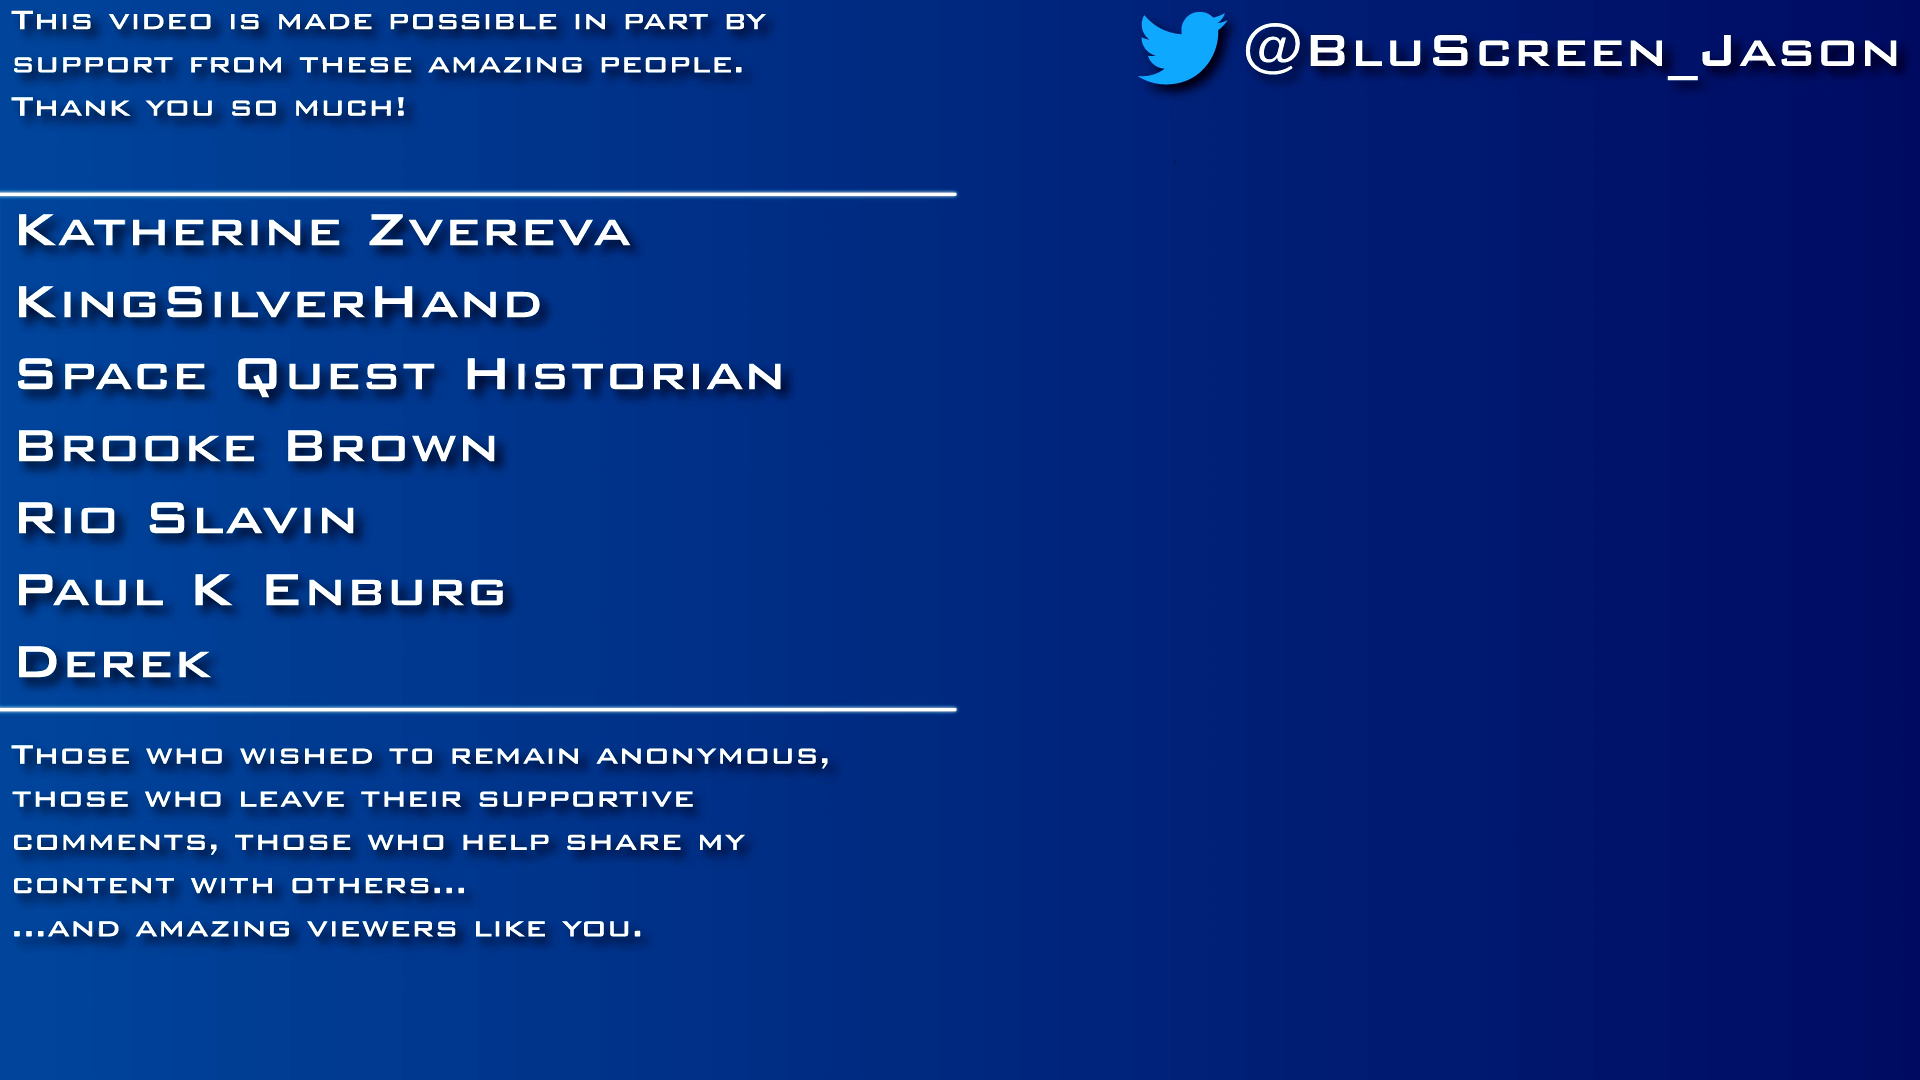 This video is made possible in part by
support from these amazing people.
Thank you so much!
@BluScreen_Jason
Katherine Zvereva
KingSilverHand
Space Quest Historian
Brooke Brown
Rio Slavin
Paul K Enburg
Derek
Those who wished to remain anonymous,
those who leave their supportive
comments, those who help share my
content with others...
...and amazing viewers like you.